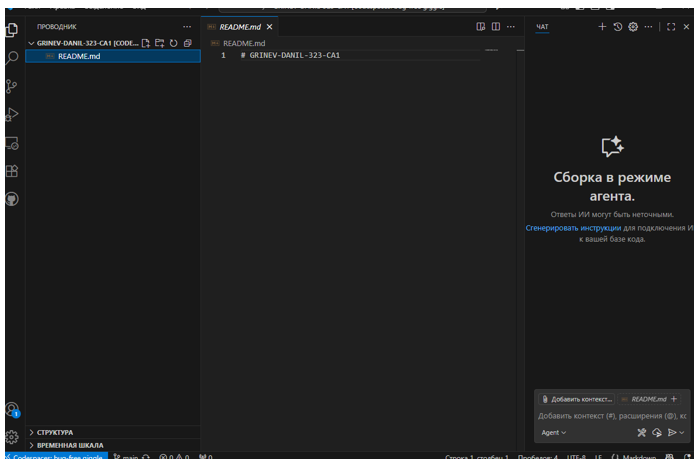 ПРОВОДНИК
GRINEV-DANIL-323-CA1 [CODE...
README.md
СТРУКТУРА
ВРЕМЕННАЯ ШКАЛА
README.md
README.md
1 # GRINEV-DANIL-323-CA1
ЧАТ
Сборка в режиме
агента.
Ответы ИИ могут быть неточными.
Сгенерировать инструкции для подключения И
к вашей базе кода.
Добавить контекст... README.md
Добавить контекст (#), расширения (@), кс
Agent
1
main 0 0 0
Строка 1, столбец 1 Пробелов: 4 UTF-8 LF {} Markdown